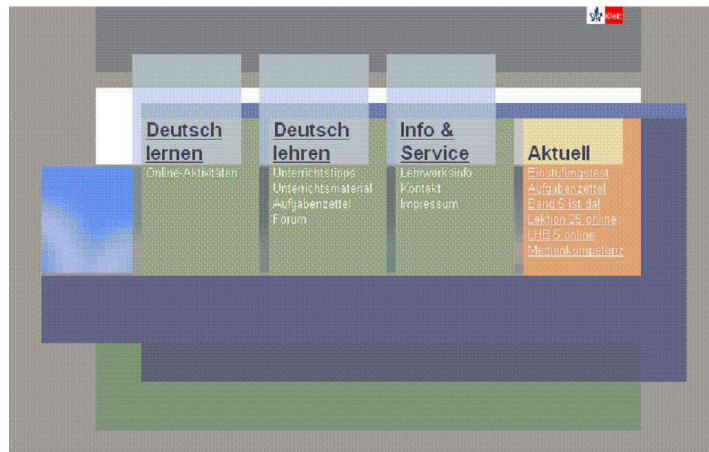 Klett
Deutsch
lernen
Online-Aktivitäten
Deutsch
lehren
Unterrichtstipps
Unterrichtsmaterial
Aufgabenzettel
Forum
Info &
Service
Lehrwerksinfo
Kontakt
Impressum
Aktuell
Einstufungstest
Aufgabenzettel
Band 5 ist da!
Lektion 25 online
LHB 5 online
Medienkompetenz